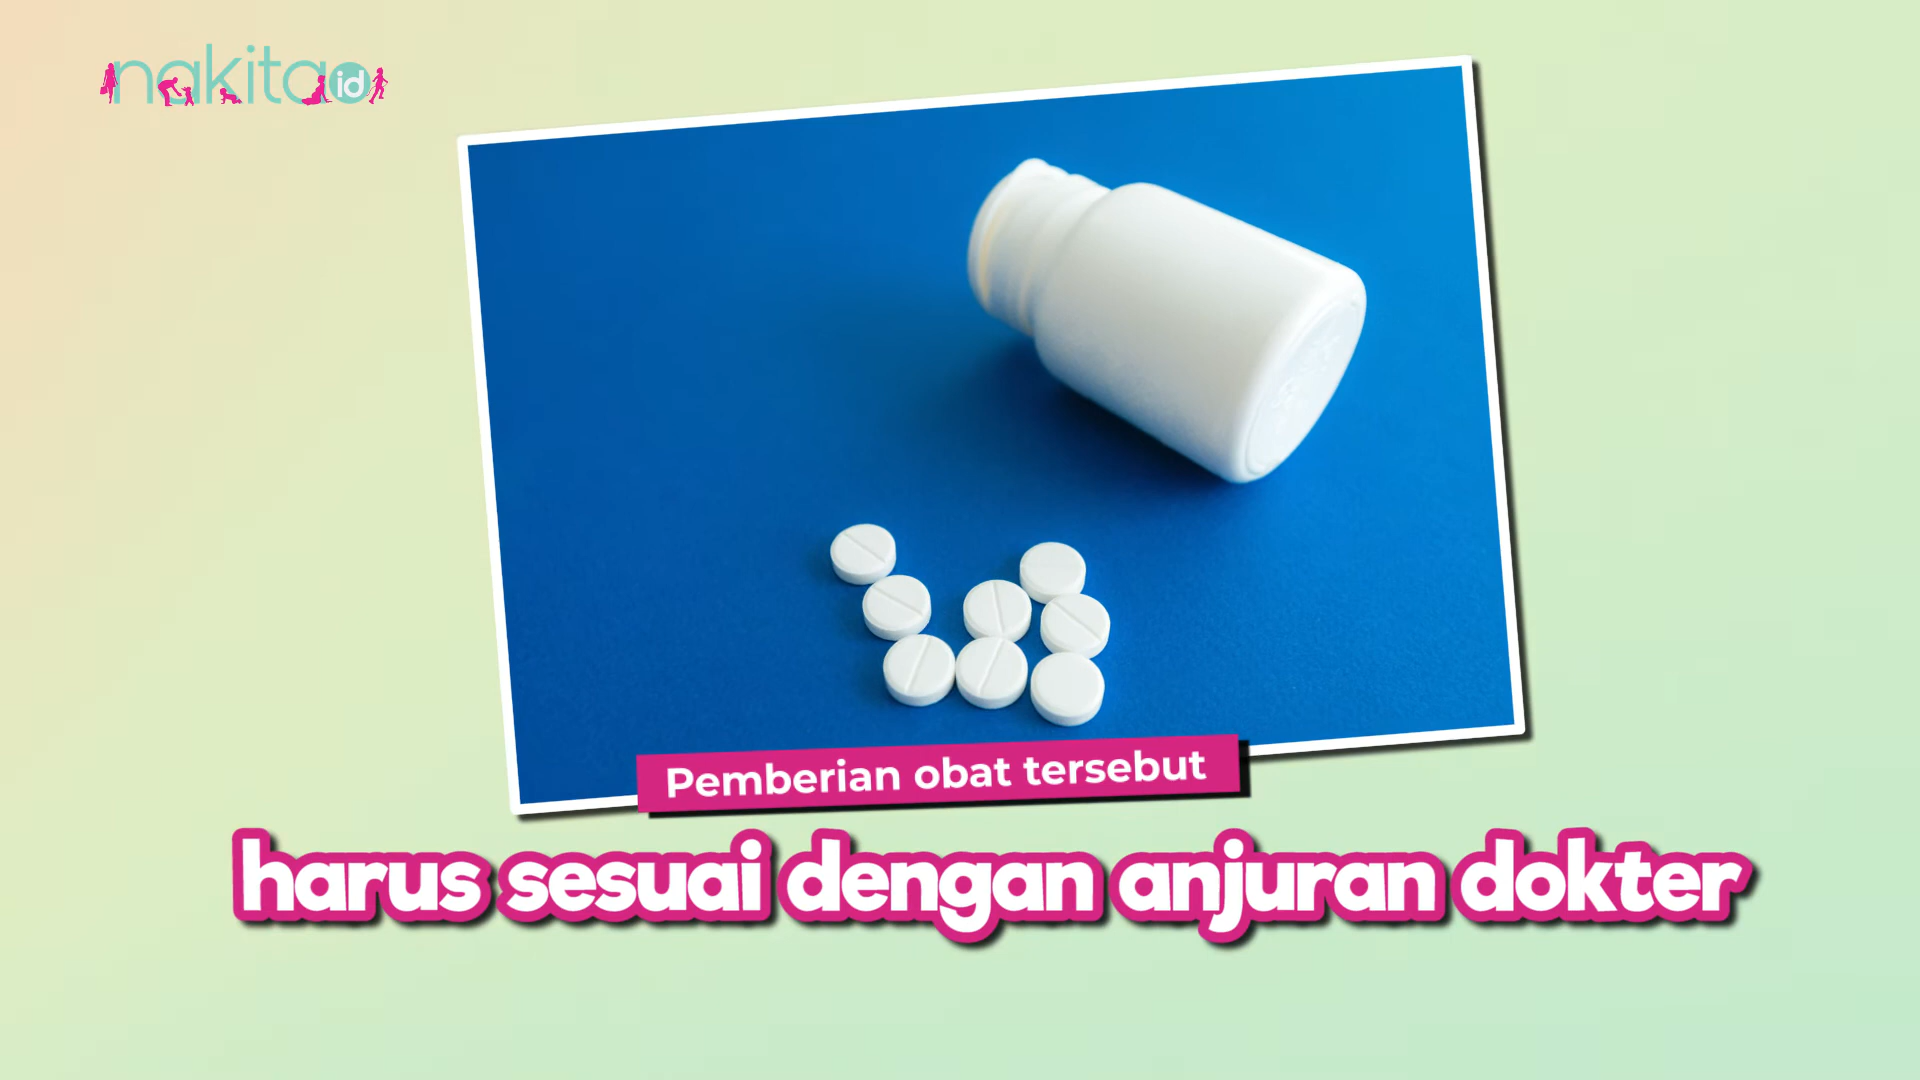 nakita id
Pemberian obat tersebut
harus sesuai dengan anjuran dokter